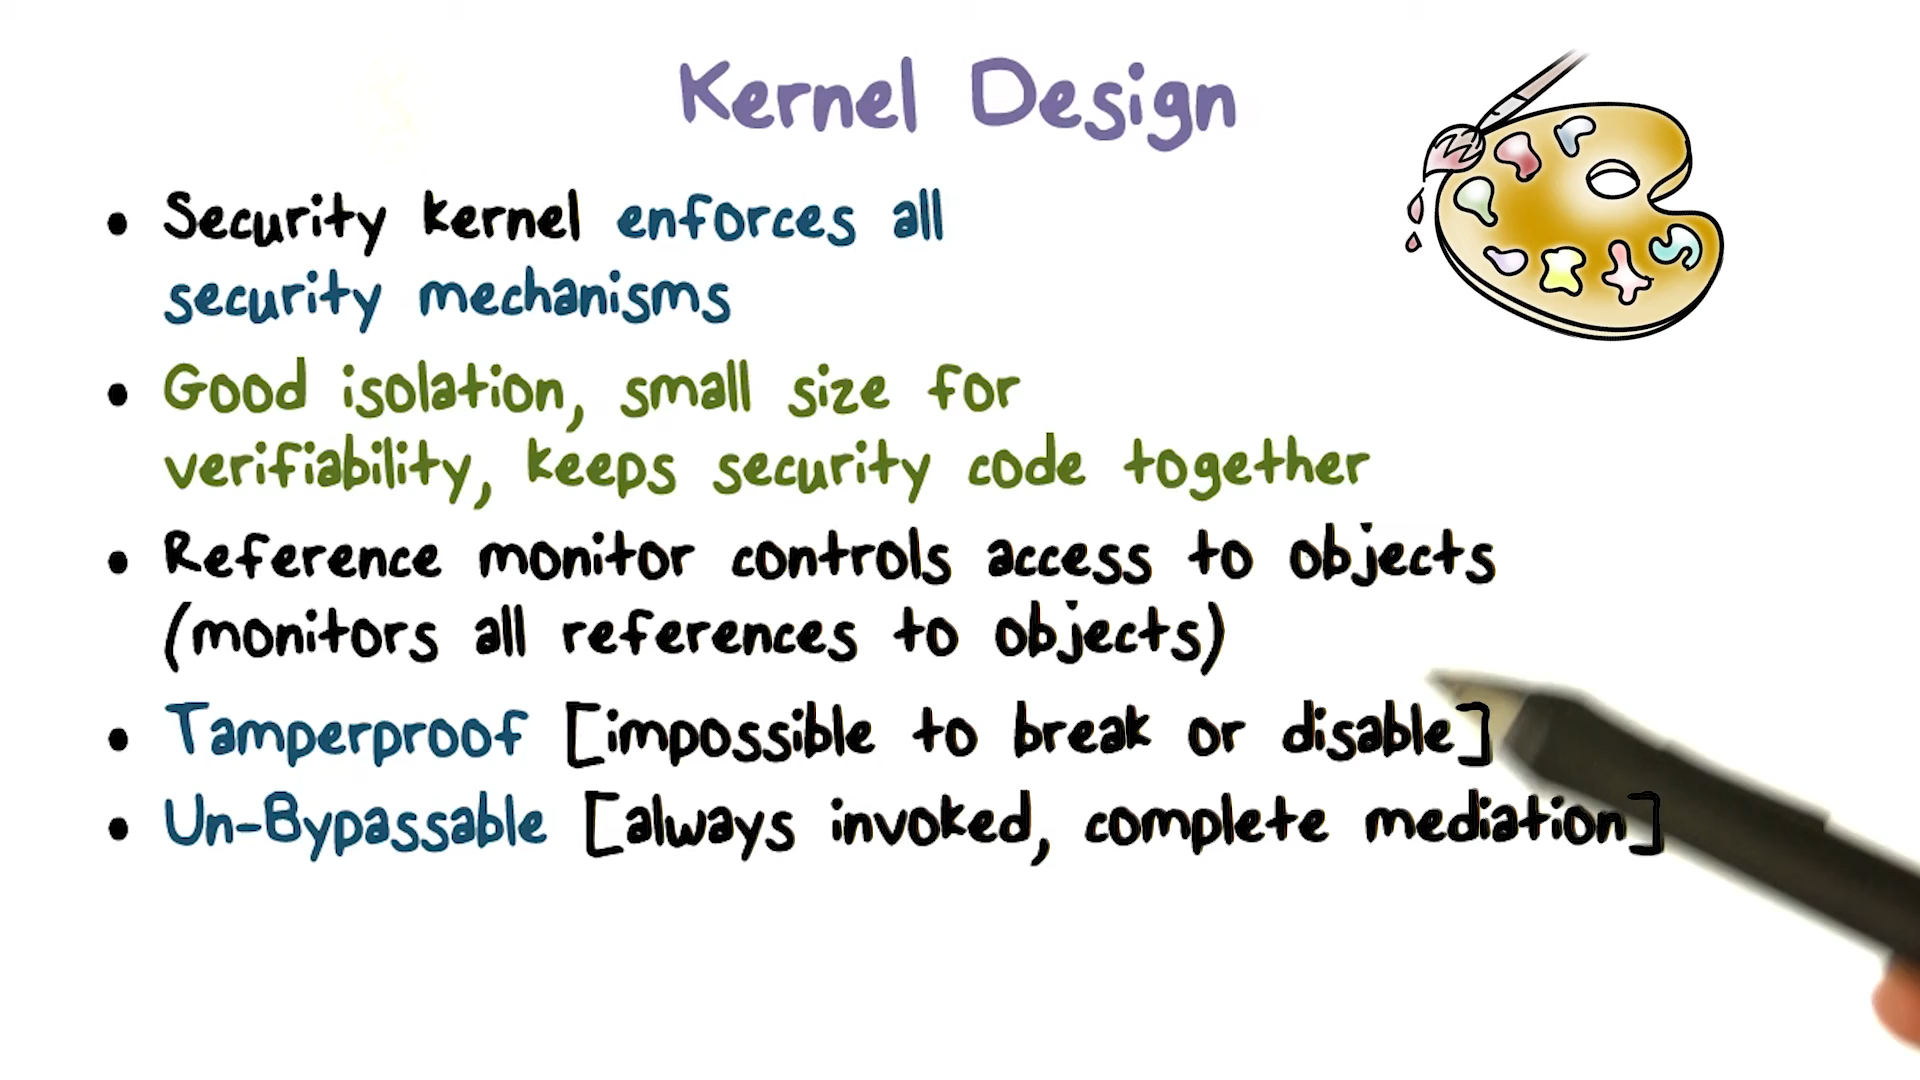 Kernel Design
• Security kernel enforces all
security mechanisms
• Good isolation, small size for
verifiability, keeps security code together
• Reference monitor controls access to objects
(monitors all references to objects)
• Tamperproof [impossible to break or disable]
• Un-Bypassable [always invoked, complete mediation]